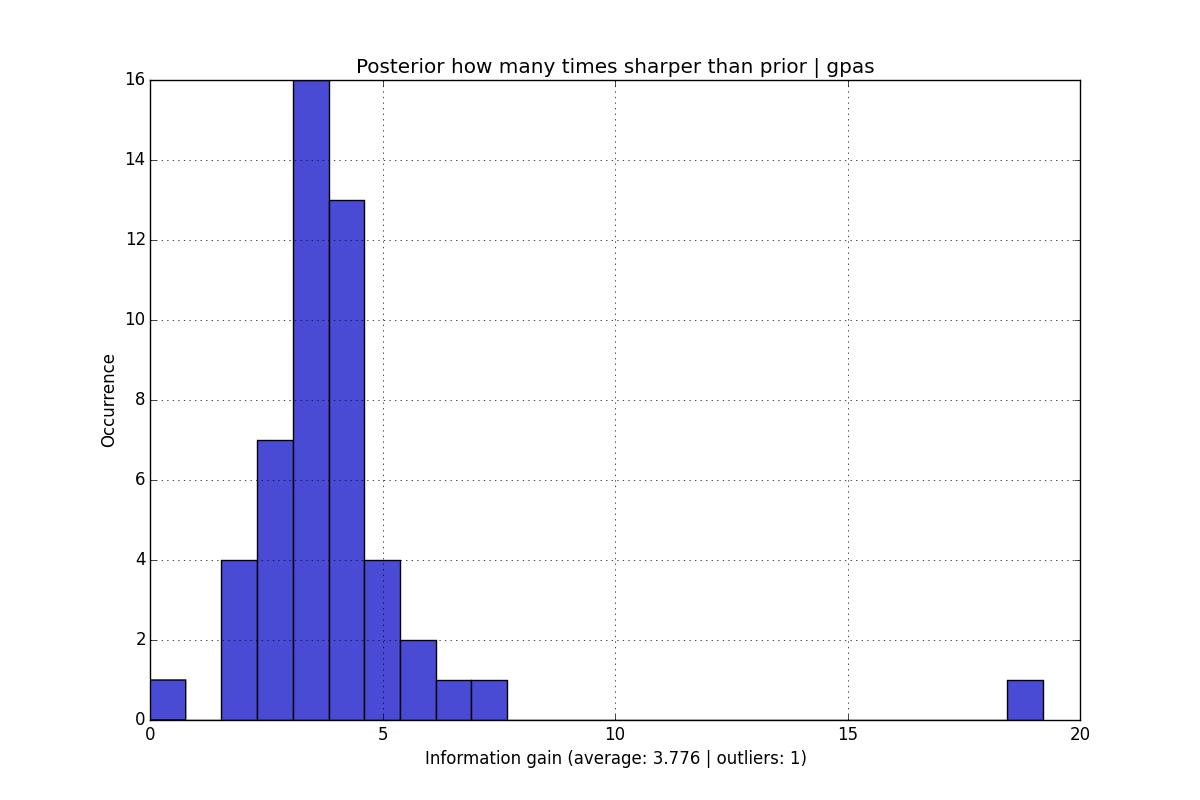 Posterior how many times sharper than prior | gpas
16
14
12
10
8
6
4
2
0
Occurrence
0 5 10 15 20
Information gain (average: 3.776 | outliers: 1)